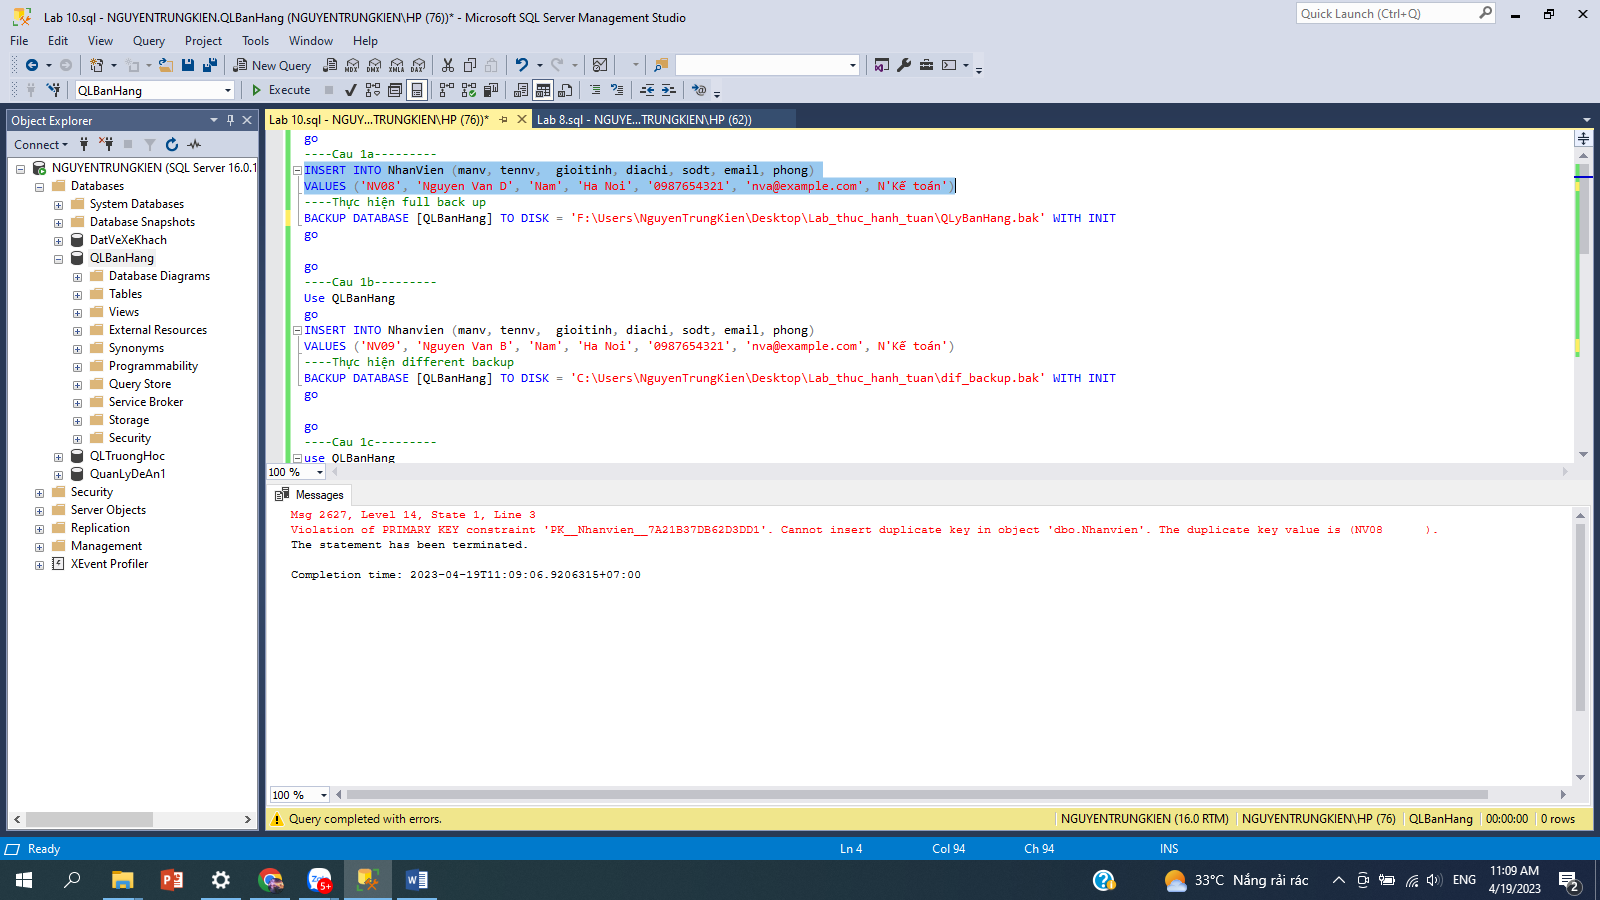 Lab 10.sql - NGUYENTRUNGKIEN.QLBanHang (NGUYENTRUNGKIEN\HP (76))* - Microsoft SQL Server Management Studio
Quick Launch (Ctrl+Q)
File Edit View Query Project Tools Window Help
New Query MDX DMX XMLA DAX
QLBanHang Execute
Object Explorer
Lab 10.sql - NGUY...TRUNGKIEN\HP (76))*
Lab 8.sql - NGUYE...TRUNGKIEN\HP (62))
Connect
NGUYENTRUNGKIEN (SQL Server 16.0.1
Databases
System Databases
Database Snapshots
DatVeXeKhach
QLBanHang
Database Diagrams
Tables
Views
External Resources
Synonyms
Programmability
Query Store
Service Broker
Storage
Security
QLTruongHoc
QuanLyDeAn1
Security
Server Objects
Replication
Management
XEvent Profiler
go
----Cau 1a---------
INSERT INTO NhanVien (manv, tennv,  gioitinh, diachi, sodt, email, phong)
VALUES ('NV08', 'Nguyen Van D', 'Nam', 'Ha Noi', '0987654321', 'nva@example.com', N'Kế toán')
----Thực hiện full back up
BACKUP DATABASE [QLBanHang] TO DISK = 'F:\Users\NguyenTrungKien\Desktop\Lab_thuc_hanh_tuan\QLyBanHang.bak' WITH INIT
go
go
----Cau 1b---------
Use QLBanHang
go
INSERT INTO Nhanvien (manv, tennv,  gioitinh, diachi, sodt, email, phong)
VALUES ('NV09', 'Nguyen Van B', 'Nam', 'Ha Noi', '0987654321', 'nva@example.com', N'Kế toán')
----Thực hiện different backup
BACKUP DATABASE [QLBanHang] TO DISK = 'C:\Users\NguyenTrungKien\Desktop\Lab_thuc_hanh_tuan\dif_backup.bak' WITH INIT
go
go
----Cau 1c---------
use QLBanHang
100 %
Messages
Msg 2627, Level 14, State 1, Line 3
Violation of PRIMARY KEY constraint 'PK__Nhanvien__7A21B37DB62D3DD1'. Cannot insert duplicate key in object 'dbo.Nhanvien'. The duplicate key value is (NV08      ).
The statement has been terminated.
Completion time: 2023-04-19T11:09:06.9206315+07:00
100 %
Query completed with errors.
NGUYENTRUNGKIEN (16.0 RTM) NGUYENTRUNGKIEN\HP (76) QLBanHang 00:00:00 0 rows
Ready Ln 4 Col 94 Ch 94 INS
5+
33°C Nắng rải rác
ENG
11:09 AM
4/19/2023
2